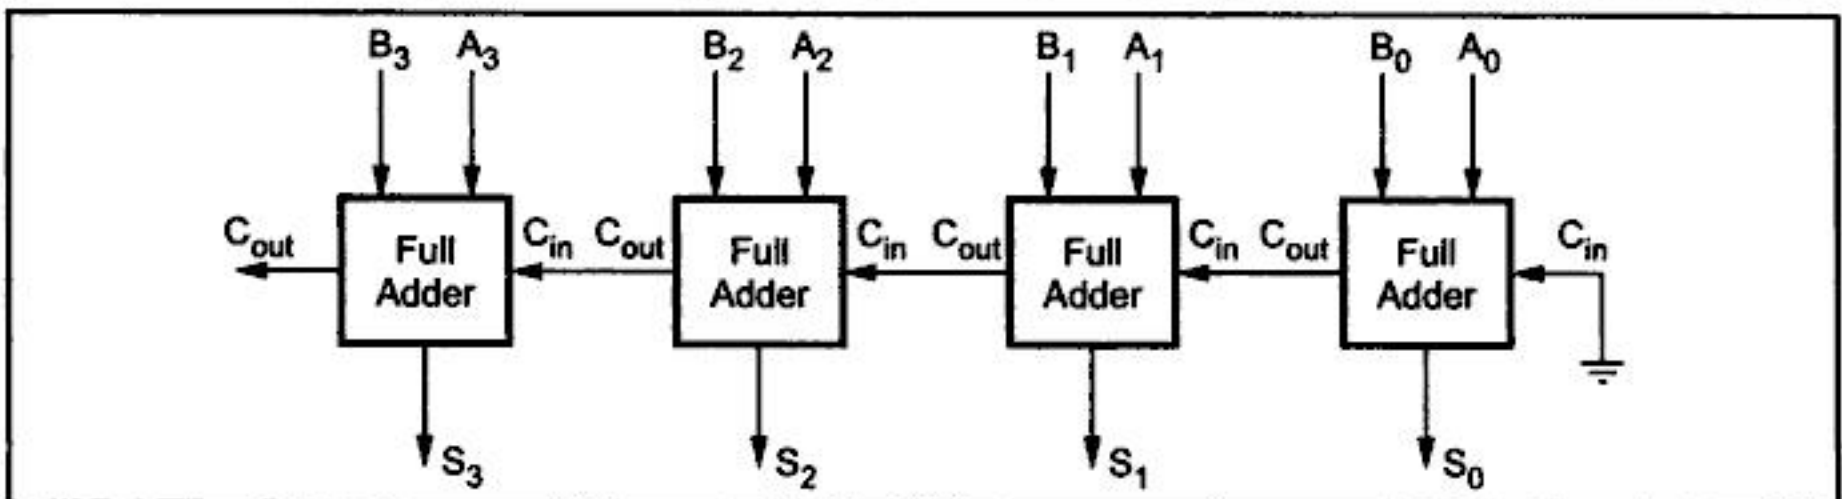 B3 A3 B2 A2 B1 A1 B0 A0
Cout Full Adder Cin Cout Full Adder Cin Cout Full Adder Cin Cout Full Adder Cin
S3 S2 S1 S0